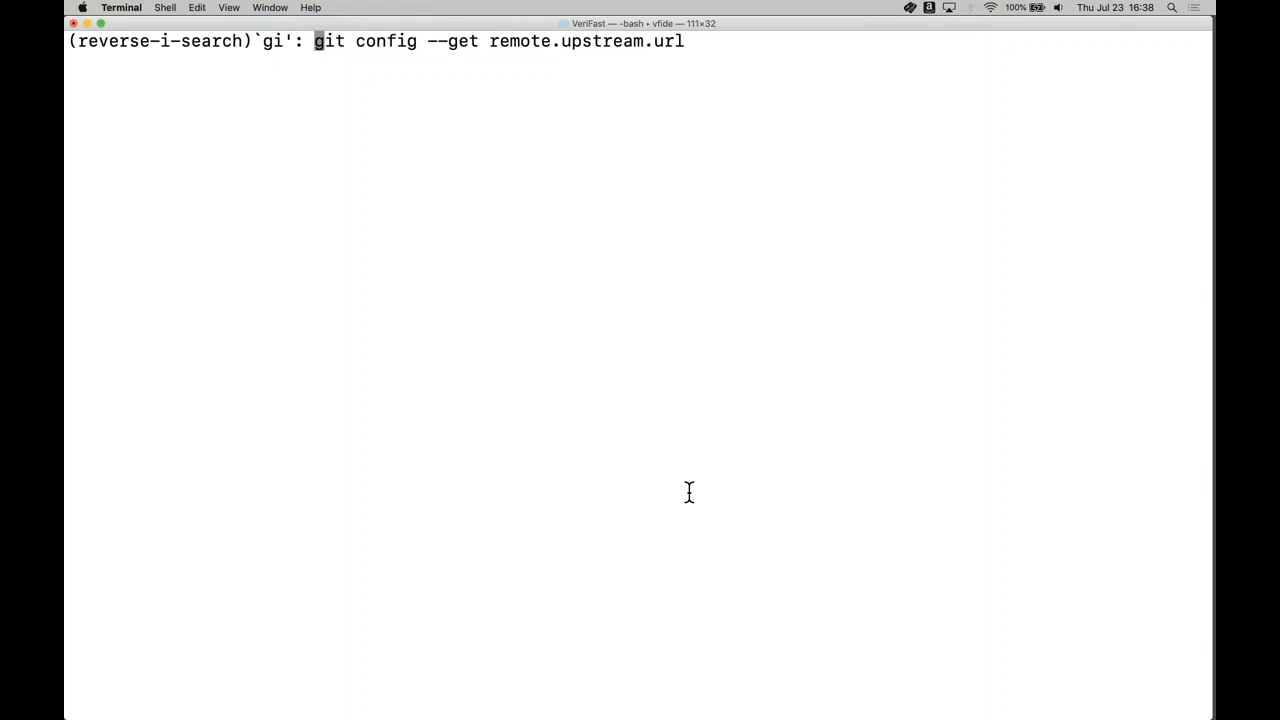 Terminal Shell Edit View Window Help 100% Thu Jul 23 16:38
VeriFast — -bash ▸ vfide — 111×32
(reverse-i-search)`gi': git config --get remote.upstream.url